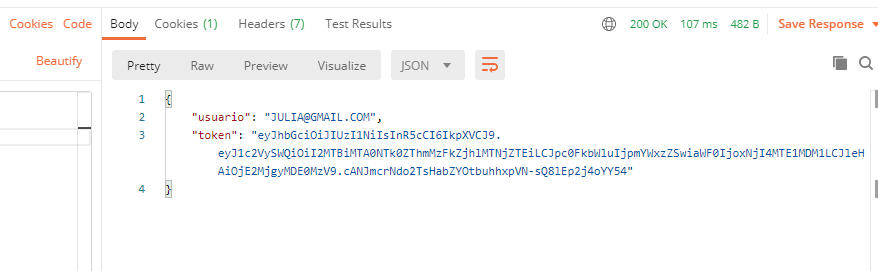 Cookies Code Body Cookies (1) Headers (7) Test Results 200 OK 107 ms 482 B Save Response
Beautify Pretty Raw Preview Visualize JSON
1 {
2 "usuario": "JULIA@GMAIL.COM",
3 "token": "eyJhbGciOiJIUzI1NiIsInR5cCI6IkpXVCJ9.
eyJ1c2VySWQiOiI2MTBiMTA0NTk0ZThmMzFkZjhlMTNjZTEiLCJpc0FkbWluIjpmYWxzZSwiaWF0IjoxNjI4MTE1MDM1LCJleH
AiOjE2MjgyMDE0MzV9.cANJmcrNdo2TsHabZYOtbuhhxpVN-sQ8lEp2j4oYY54"
4 }